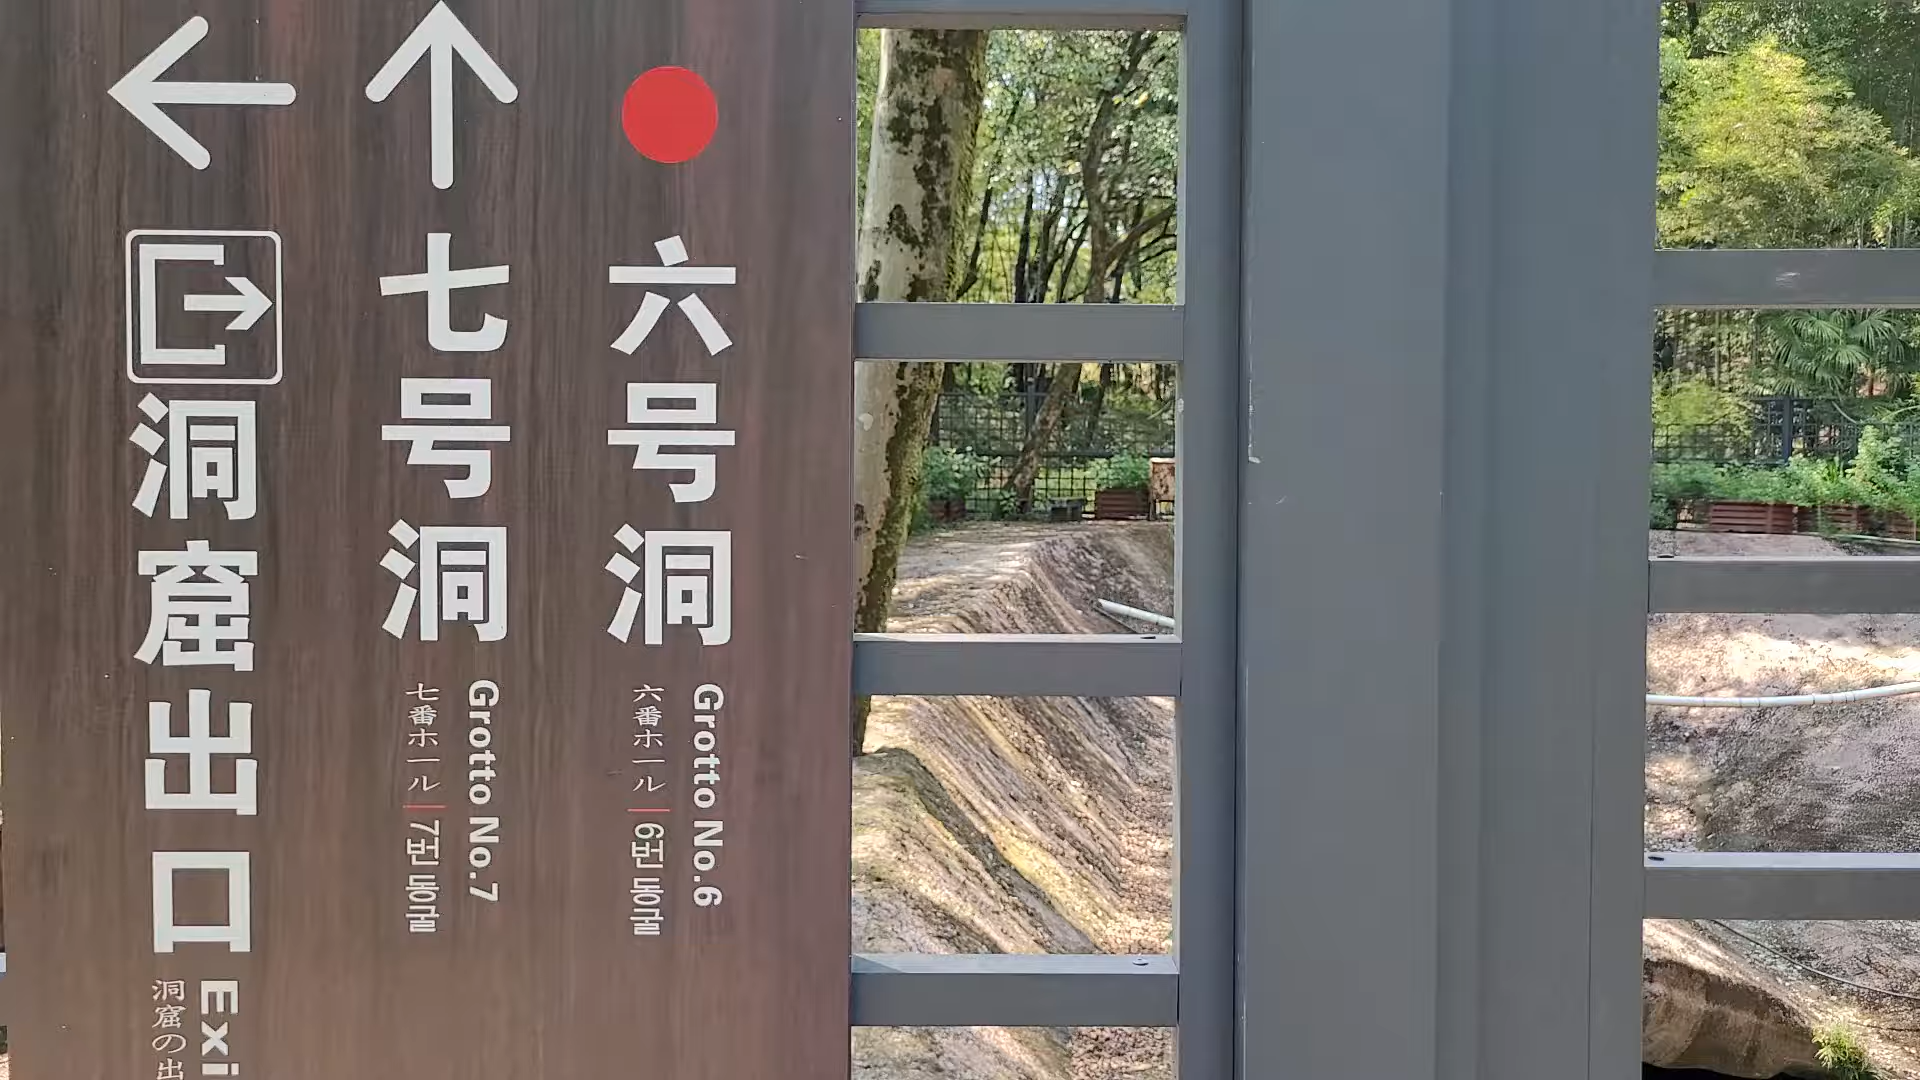 六号洞
Grotto No.6
六番ホール
6번동굴
七号洞
Grotto No.7
七番ホール
7번동굴
洞窟出口
Exi
洞窟の出